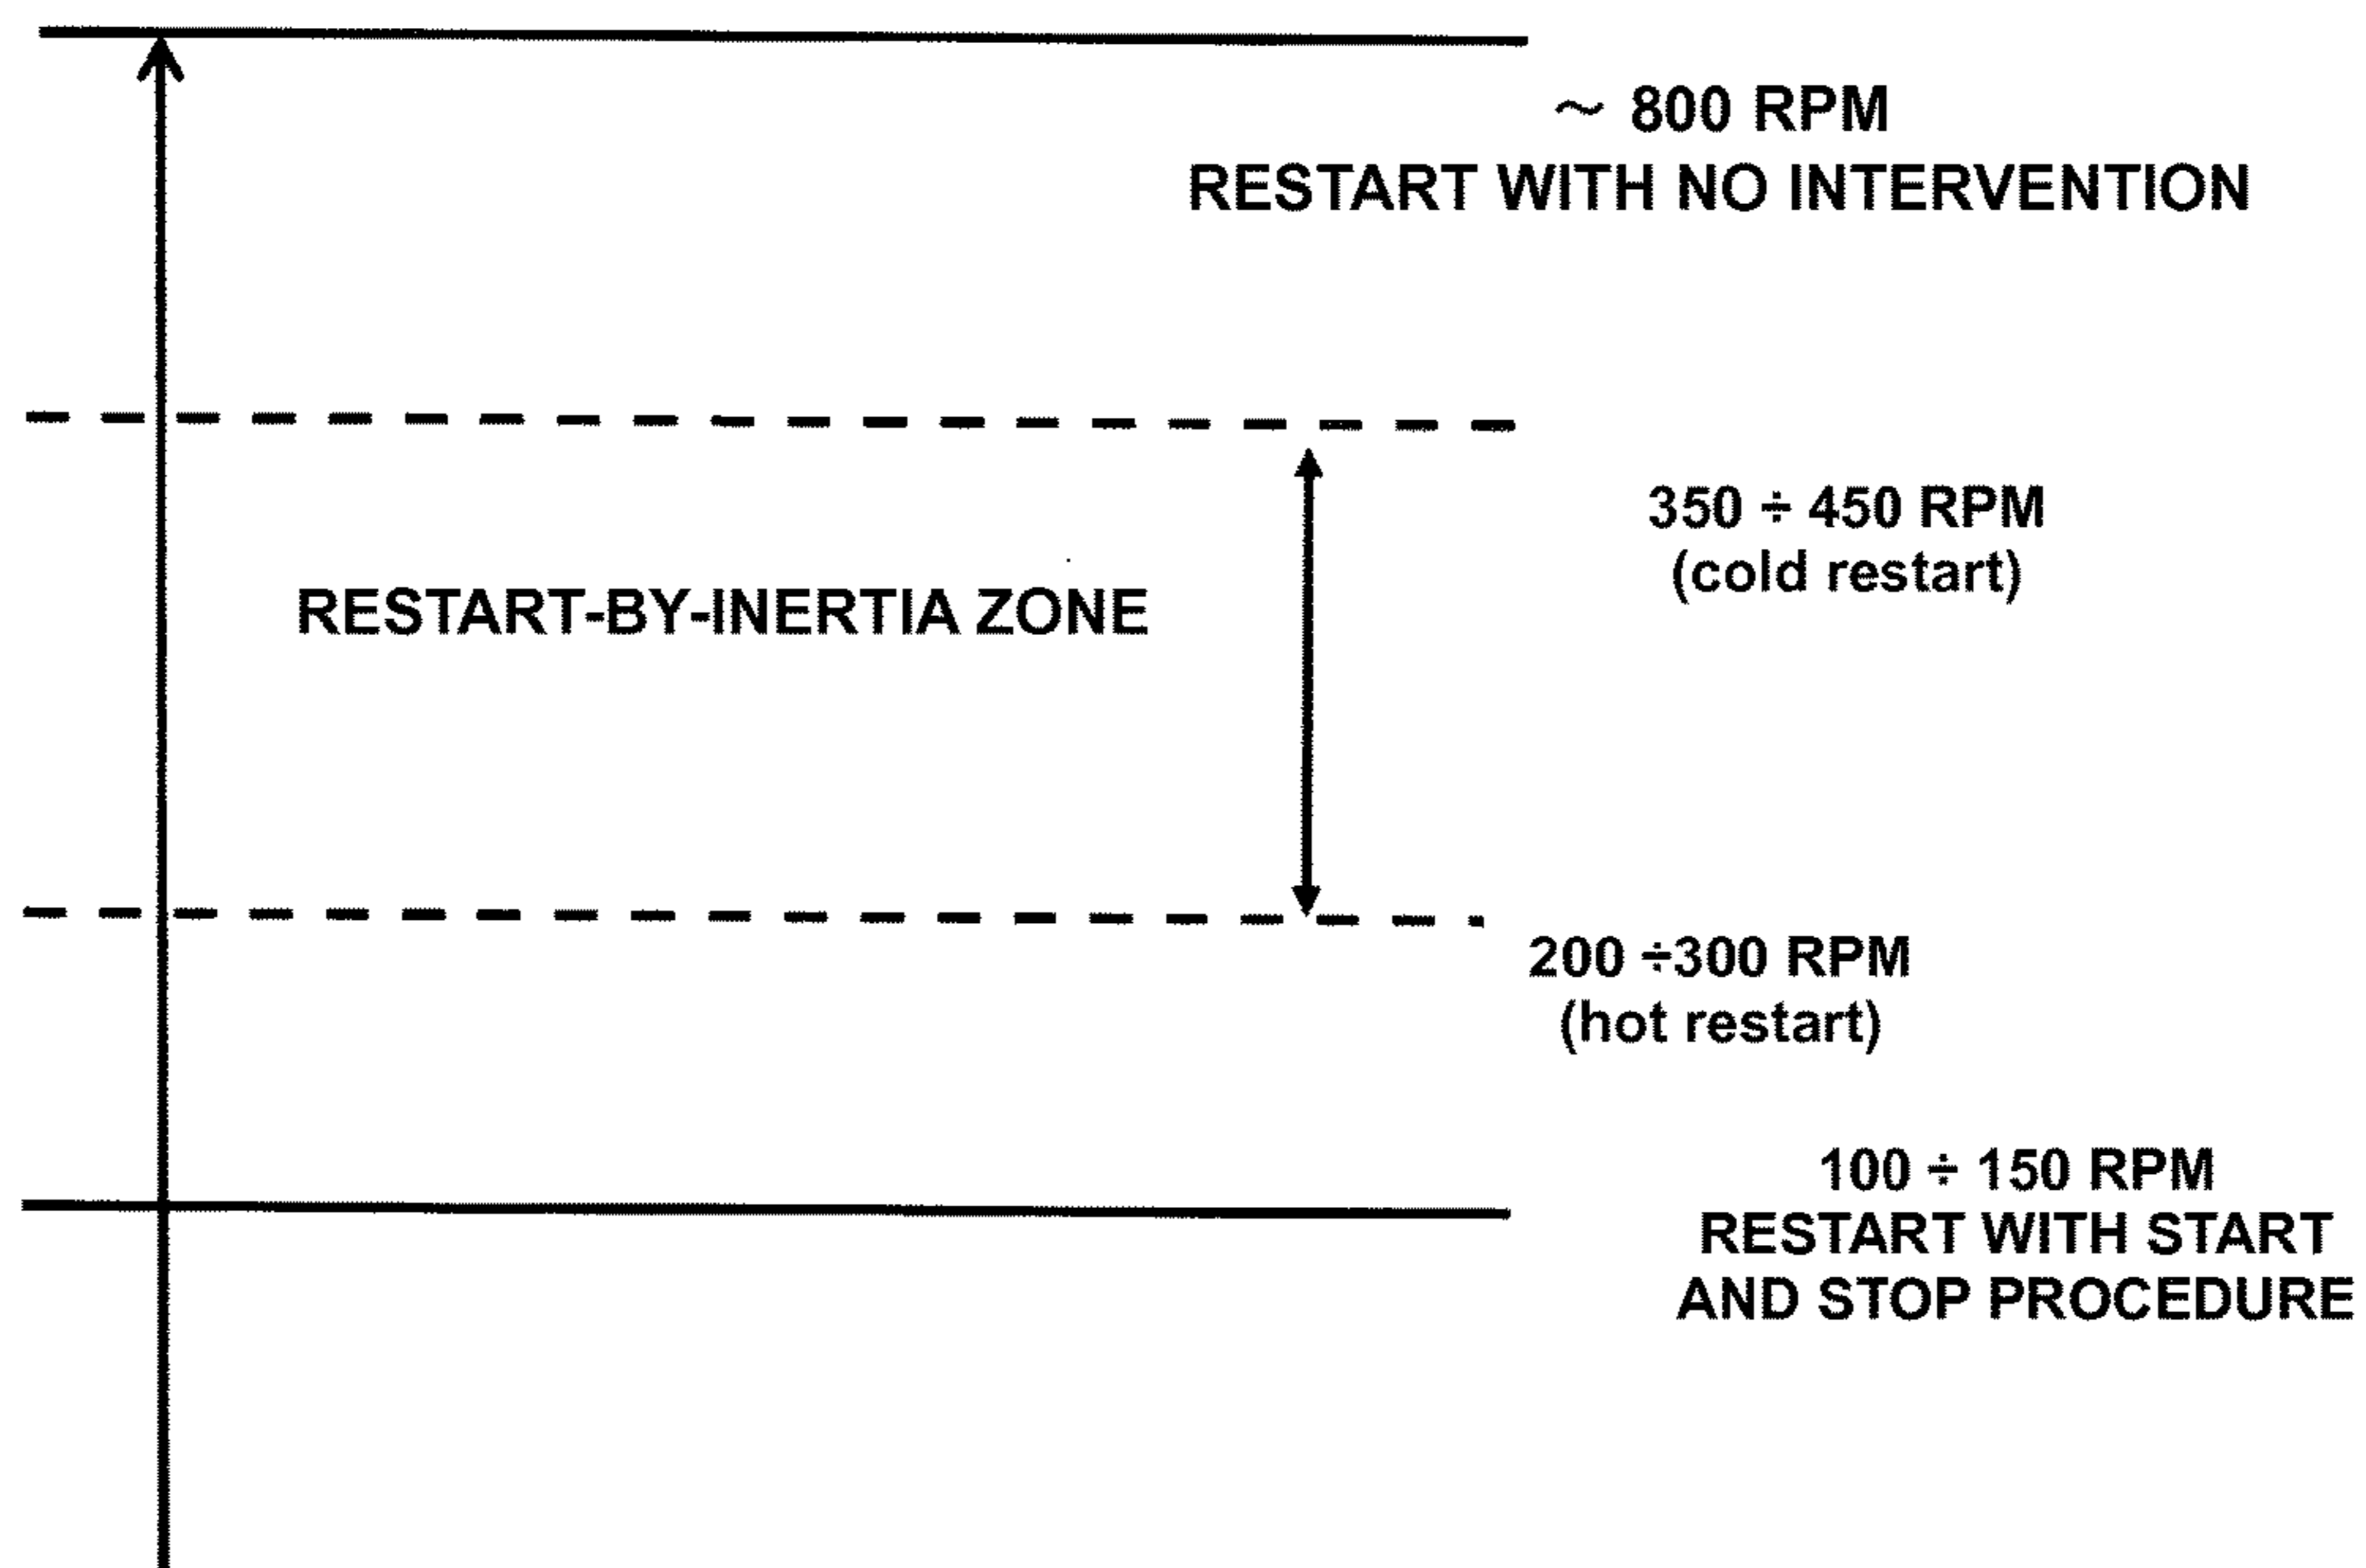 ~ 800 RPM
RESTART WITH NO INTERVENTION
350 ÷ 450 RPM
(cold restart)
RESTART-BY-INERTIA ZONE
200 ÷300 RPM
(hot restart)
100 ÷ 150 RPM
RESTART WITH START
AND STOP PROCEDURE